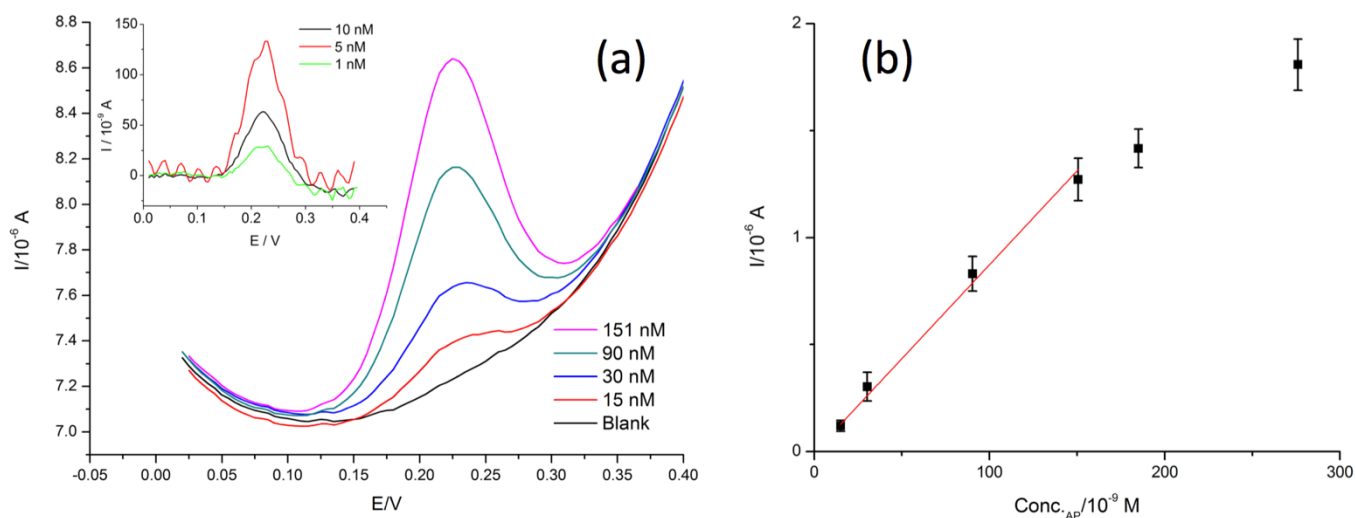 (a)
8.8
8.6
8.4
8.2
8.0
7.8
7.6
7.4
7.2
7.0
I/10⁻⁶ A
-0.05
0.00
0.05
0.10
0.15
0.20
0.25
0.30
0.35
0.40
E/V
150
125
100
75
50
25
0
I / 10⁻⁹ A
0.0
0.1
0.2
0.3
0.4
E / V
10 nM
5 nM
1 nM
151 nM
90 nM
30 nM
15 nM
Blank
(b)
2
1
0
I/10⁻⁶ A
0
100
200
300
Conc.AP/10⁻⁹ M